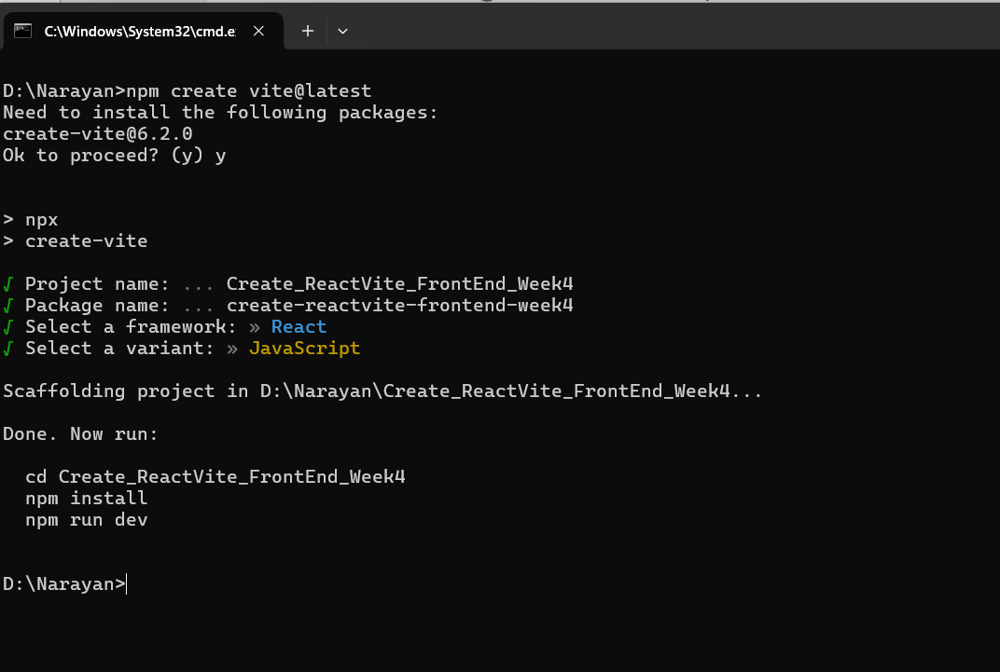 C:\Windows\System32\cmd.e
D:\Narayan>npm create vite@latest
Need to install the following packages:
create-vite@6.2.0
Ok to proceed? (y) y
> npx
> create-vite
√ Project name: ... Create_ReactVite_FrontEnd_Week4
√ Package name: ... create-reactvite-frontend-week4
√ Select a framework: » React
√ Select a variant: » JavaScript
Scaffolding project in D:\Narayan\Create_ReactVite_FrontEnd_Week4...
Done. Now run:
cd Create_ReactVite_FrontEnd_Week4
npm install
npm run dev
D:\Narayan>